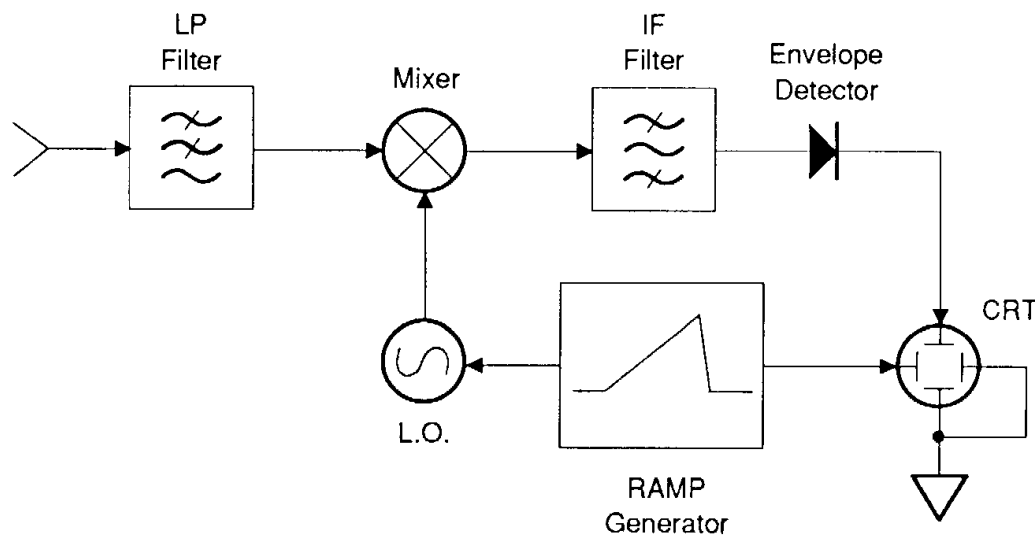 LP
Filter
Mixer
IF
Filter
Envelope
Detector
CRT
L.O.
RAMP
Generator